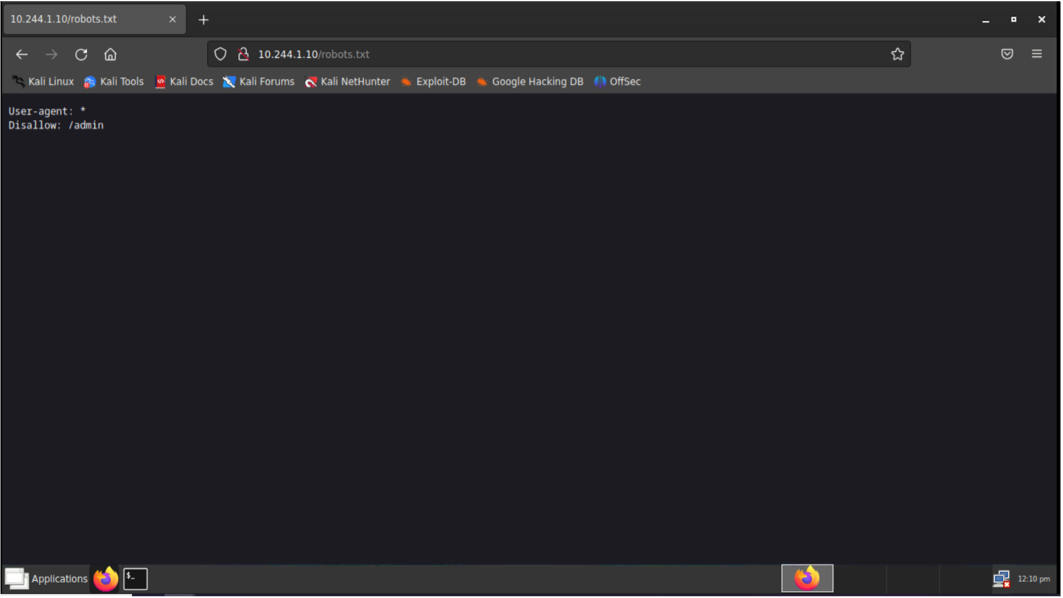 10.244.1.10/robots.txt
10.244.1.10/robots.txt
Kali Linux Kali Tools Kali Docs Kali Forums Kali NetHunter Exploit-DB Google Hacking DB OffSec
User-agent: *
Disallow: /admin
Applications $_ 12:10 pm